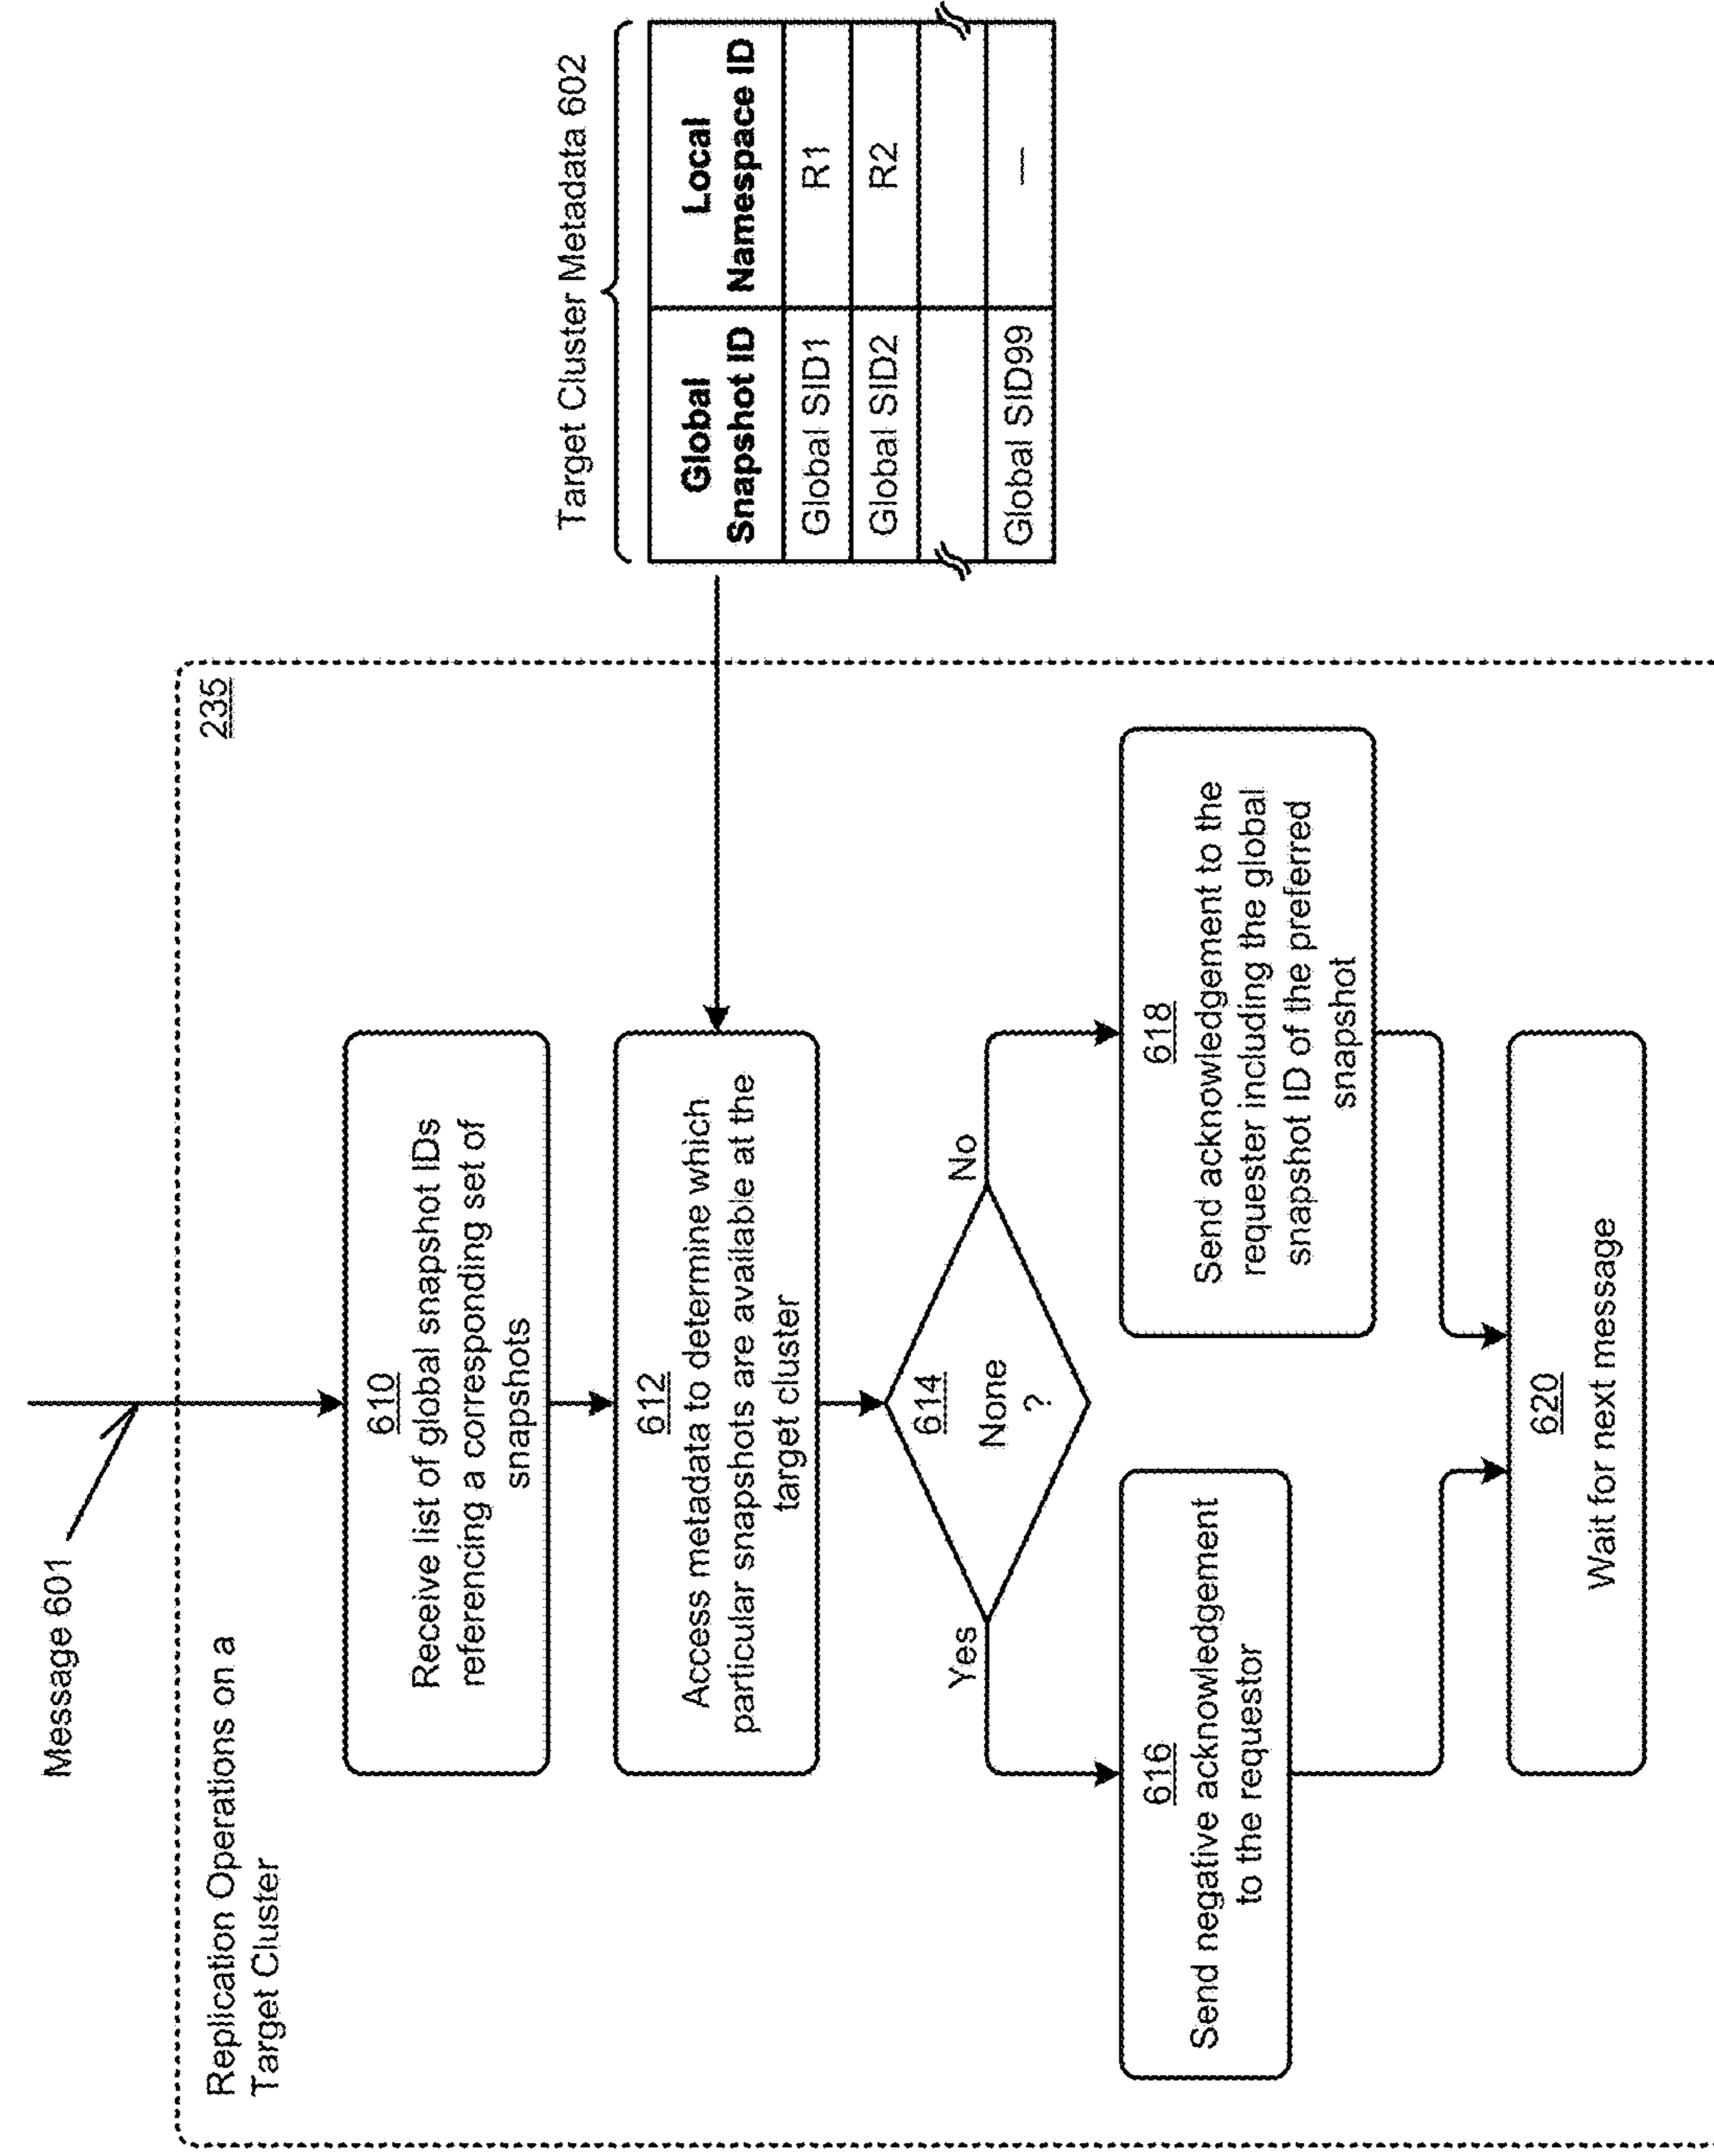 Message 601
Replication Operations on a
Target Cluster
235
610
Receive list of global snapshot IDs
referencing a corresponding set of
snapshots
612
Access metadata to determine which
particular snapshots are available at the
target cluster
Target Cluster Metadata 602
Global
Snapshot ID
Local
Namespace ID
Global SID1
R1
Global SID2
R2
Global SID99
—
614
None
?
Yes
No
616
Send negative acknowledgement
to the requestor
618
Send acknowledgement to the
requester including the global
snapshot ID of the preferred
snapshot
620
Wait for next message